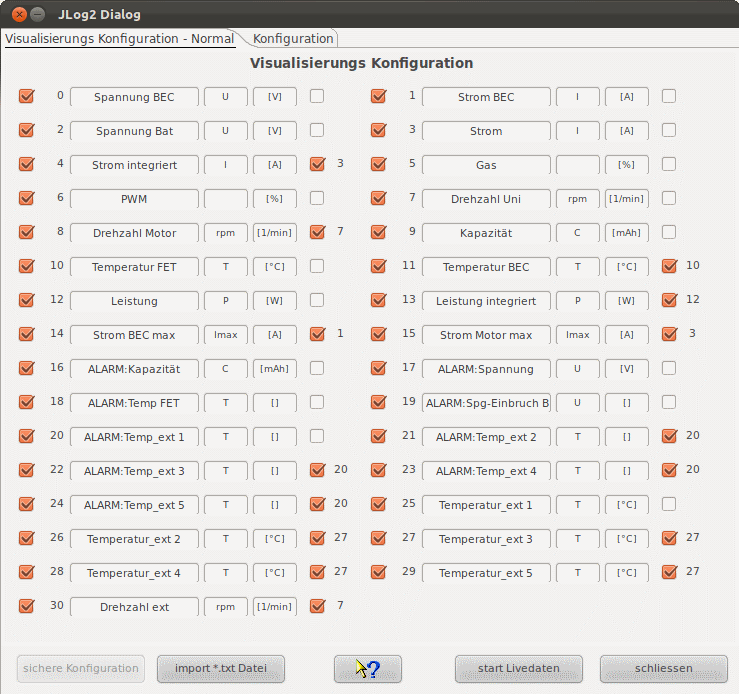 JLog2 Dialog
Visualisierungs Konfiguration - Normal Konfiguration
Visualisierungs Konfiguration
0 Spannung BEC U [V] 1 Strom BEC I [A]
2 Spannung Bat U [V] 3 Strom I [A]
4 Strom integriert I [A] 3 5 Gas [%]
6 PWM [%] 7 Drehzahl Uni rpm [1/min]
8 Drehzahl Motor rpm [1/min] 7 9 Kapazität C [mAh]
10 Temperatur FET T [°C] 11 Temperatur BEC T [°C] 10
12 Leistung P [W] 13 Leistung integriert P [W] 12
14 Strom BEC max Imax [A] 1 15 Strom Motor max Imax [A] 3
16 ALARM:Kapazität C [mAh] 17 ALARM:Spannung U [V]
18 ALARM:Temp FET T [] 19 ALARM:Spg-Einbruch B U []
20 ALARM:Temp_ext 1 T [] 21 ALARM:Temp_ext 2 T [] 20
22 ALARM:Temp_ext 3 T [] 20 23 ALARM:Temp_ext 4 T [] 20
24 ALARM:Temp_ext 5 T [] 20 25 Temperatur_ext 1 T [°C]
26 Temperatur_ext 2 T [°C] 27 27 Temperatur_ext 3 T [°C] 27
28 Temperatur_ext 4 T [°C] 27 29 Temperatur_ext 5 T [°C] 27
30 Drehzahl ext rpm [1/min] 7
sichere Konfiguration import *.txt Datei ? start Livedaten schliessen